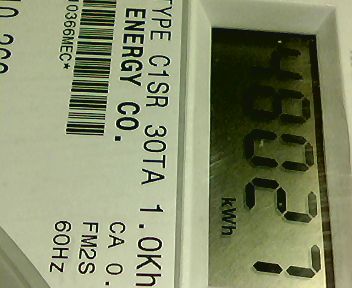 48027
kWh
TYPE C1SR 30TA 1.0Kh
ENERGY CO.
CA 0.
FM2S
60Hz
10366MEC*